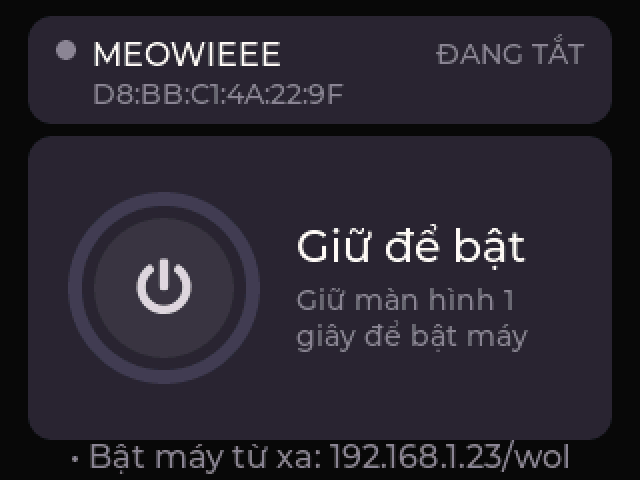 MEOWIEEE ĐANG TẮT
D8:BB:C1:4A:22:9F
Giữ để bật
Giữ màn hình 1
giây để bật máy
• Bật máy từ xa: 192.168.1.23/wol